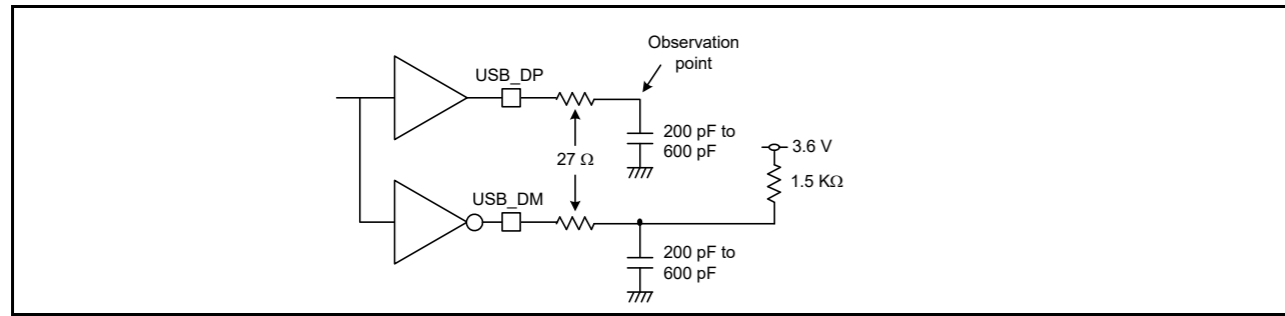 Observation
point
USB_DP
200 pF to
600 pF
27 Ω
3.6 V
1.5 KΩ
USB_DM
200 pF to
600 pF